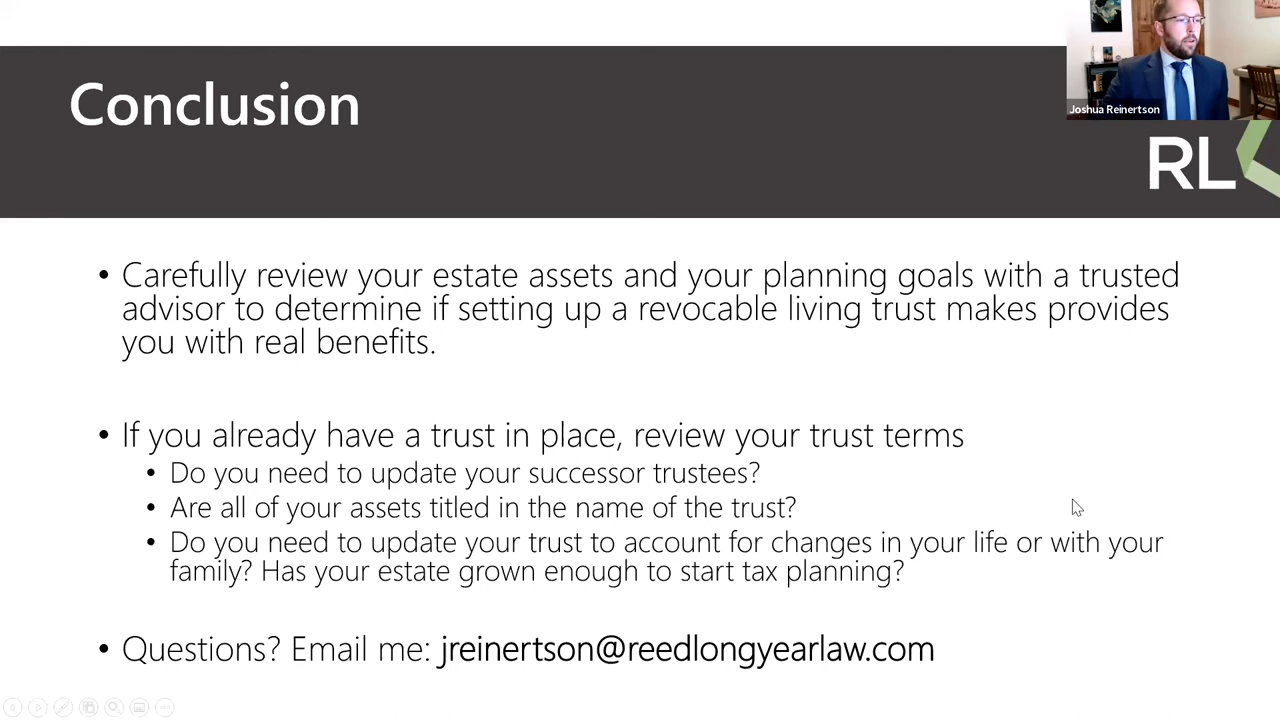 Conclusion
Joshua Reinertson
RL
• Carefully review your estate assets and your planning goals with a trusted
advisor to determine if setting up a revocable living trust makes provides
you with real benefits.
• If you already have a trust in place, review your trust terms
• Do you need to update your successor trustees?
• Are all of your assets titled in the name of the trust?
• Do you need to update your trust to account for changes in your life or with your
family? Has your estate grown enough to start tax planning?
• Questions? Email me: jreinertson@reedlongyearlaw.com